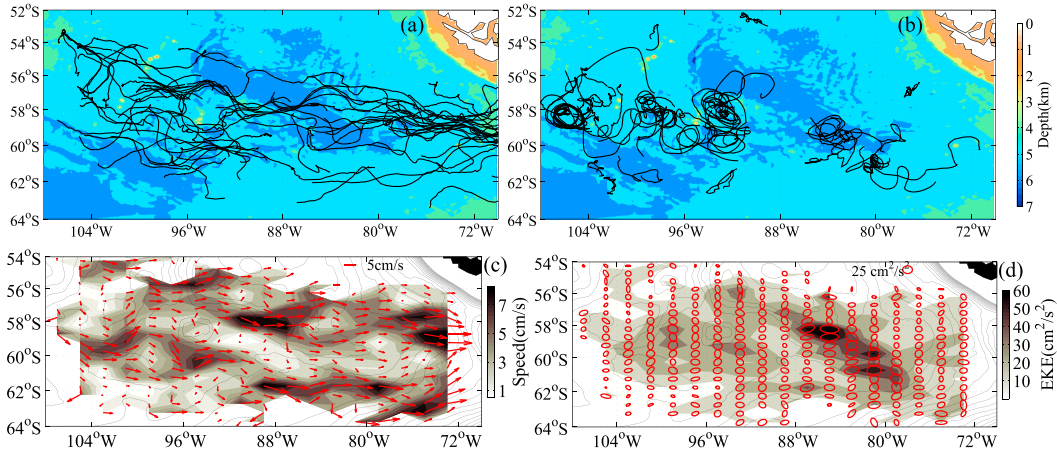 52°S
54°S
56°S
58°S
60°S
62°S
64°S
104°W
96°W
88°W
80°W
72°W
(a)
52°S
54°S
56°S
58°S
60°S
62°S
64°S
104°W
96°W
88°W
80°W
72°W
(b)
0
1
2
3
4
5
6
7
Depth(km)
54°S
56°S
58°S
60°S
62°S
64°S
104°W
96°W
88°W
80°W
72°W
5cm/s
(c)
7
5
3
1
Speed(cm/s)
54°S
56°S
58°S
60°S
62°S
64°S
104°W
96°W
88°W
80°W
72°W
25 cm²/s²
(d)
60
50
40
30
20
10
EKE(cm²/s²)